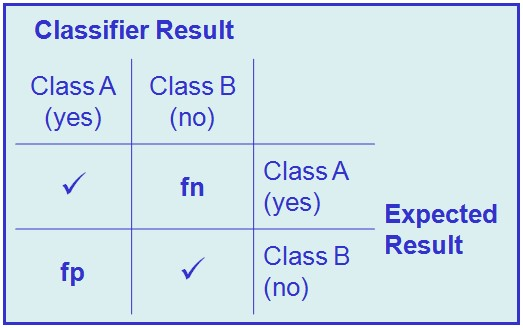 Classifier Result
Class A
(yes)
Class B
(no)
✓
fn
Class A
(yes)
fp
✓
Class B
(no)
Expected
Result